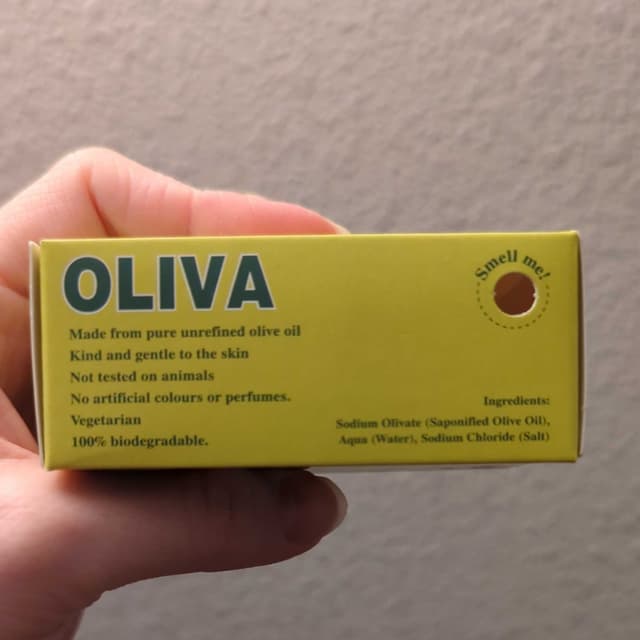 OLIVA
Made from pure unrefined olive oil
Kind and gentle to the skin
Not tested on animals
No artificial colours or perfumes.
Vegetarian
100% biodegradable.
Smell me!
Ingredients:
Sodium Olivate (Saponified Olive Oil),
Aqua (Water), Sodium Chloride (Salt)